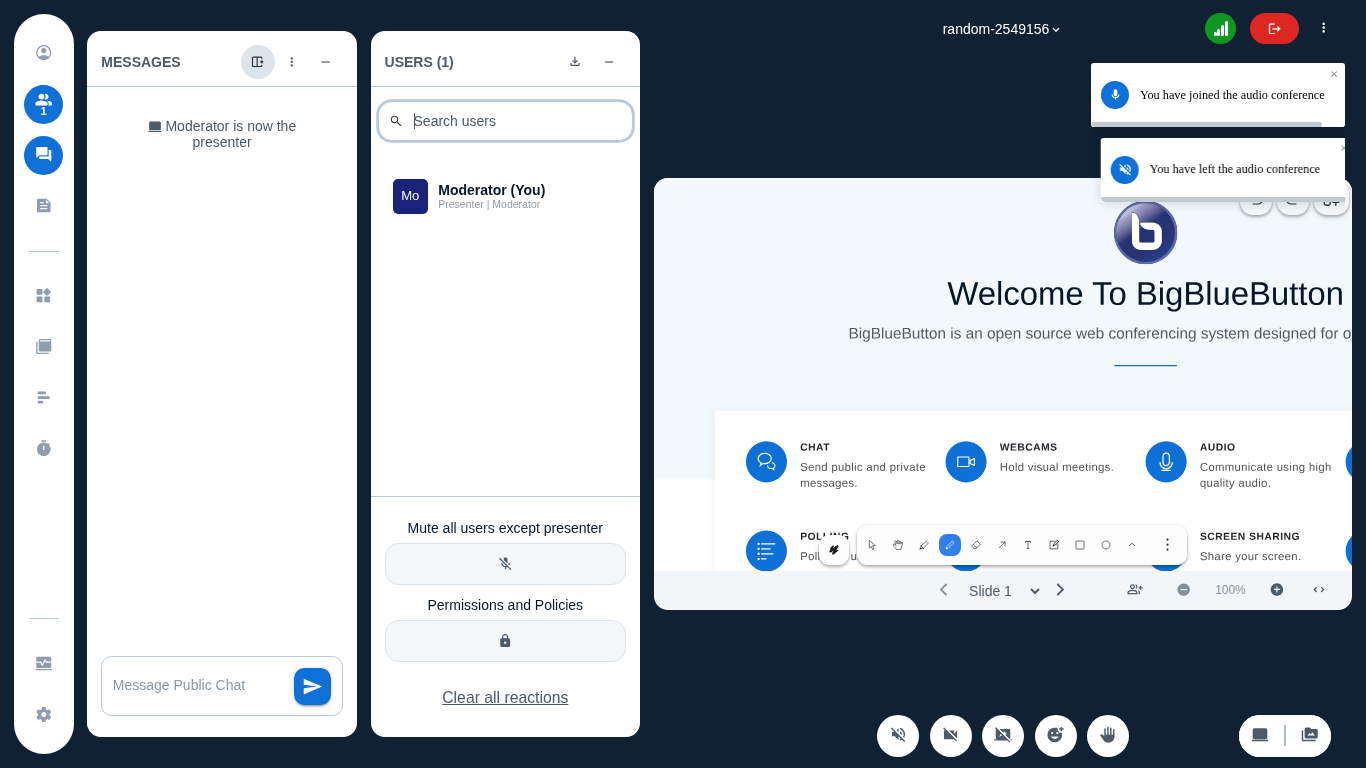 random-2549156
MESSAGES
USERS (1)
1
You have joined the audio conference
You have left the audio conference
Moderator is now the
presenter
Search users
Mo
Moderator (You)
Presenter | Moderator
Welcome To BigBlueButton
BigBlueButton is an open source web conferencing system designed for o
CHAT
Send public and private
messages.
WEBCAMS
Hold visual meetings.
AUDIO
Communicate using high
quality audio.
POLLING
SCREEN SHARING
Share your screen.
Mute all users except presenter
Permissions and Policies
Slide 1
100%
Message Public Chat
Clear all reactions